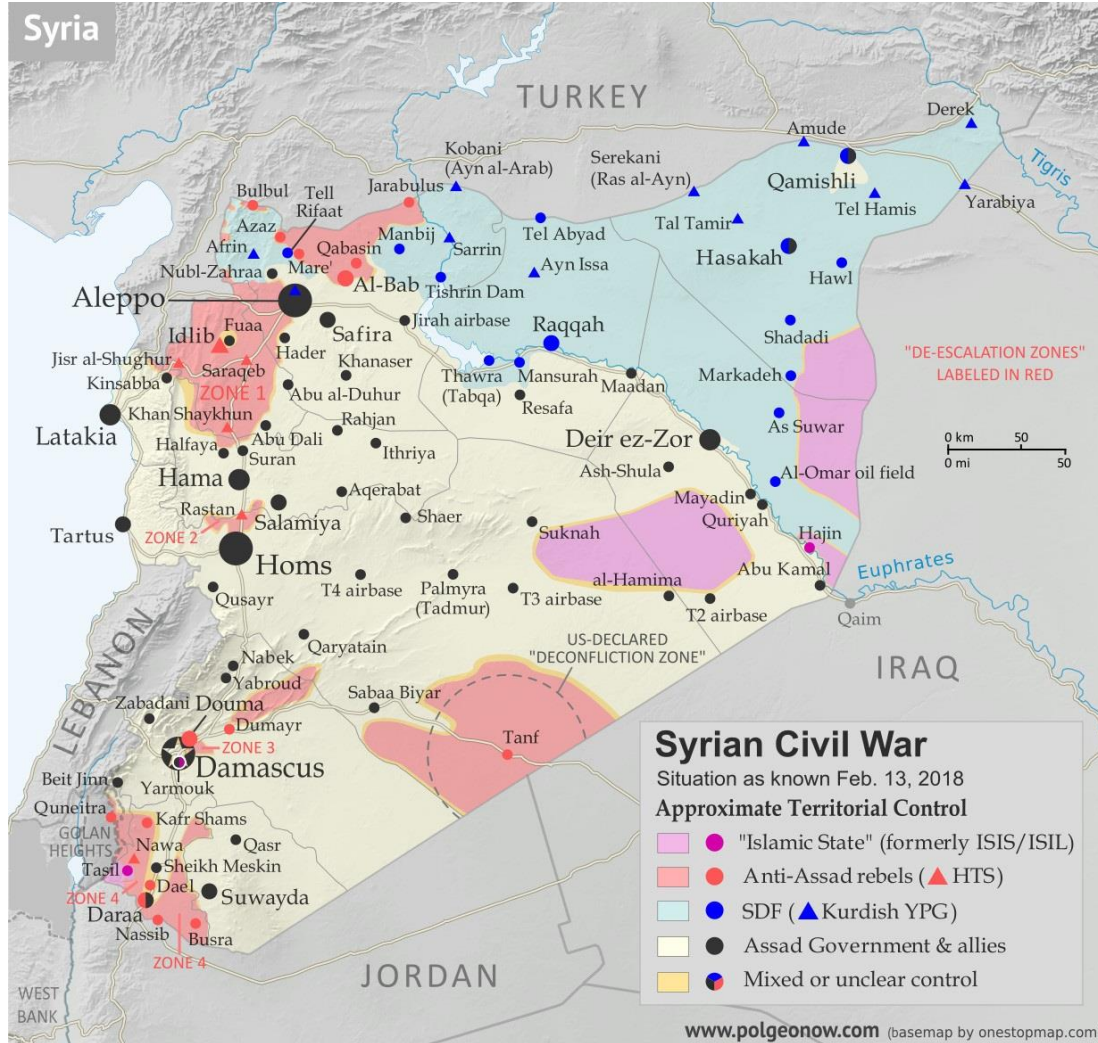 Syria
TURKEY
Derek
Amude
Kobani
(Ayn al-Arab)
Serekani
(Ras al-Ayn)
Tigris
Qamishli
Jarabulus
Bulbul
Tell
Rifaat
Yarabiya
Tel Hamis
Azaz
Manbij
Tal Tamir
Qabasin
Sarrin
Tel Abyad
Afrin
Hasakah
Mare'
Nubl-Zahraa
Al-Bab
Ayn Issa
Hawl
Tishrin Dam
Aleppo
Safira
Jirah airbase
Raqqah
Shadadi
Fuaa
Idlib
Hader
Khanaser
"DE-ESCALATION ZONES"
LABELED IN RED
Jisr al-Shughur
Saraqeb
Thawra
(Tabqa)
Mansurah
Maadan
Markadeh
Kinsabba
ZONE 1
Abu al-Duhur
Resafa
Khan Shaykhun
Rahjan
As Suwar
0 km 50
0 mi 50
Latakia
Abu Dali
Deir ez-Zor
Halfaya
Suran
Ithriya
Ash-Shula
Al-Omar oil field
Hama
Aqerabat
Mayadin
Rastan
Salamiya
Shaer
Quriyah
Tartus
ZONE 2
Suknah
Hajin
Homs
Abu Kamal
Euphrates
al-Hamima
Qusayr
T4 airbase
Palmyra
(Tadmur)
T3 airbase
T2 airbase
Qaim
LEBANON
Qaryatain
US-DECLARED
"DECONFLICTION ZONE"
IRAQ
Nabek
Yabroud
Sabaa Biyar
Zabadani
Douma
Dumayr
ZONE 3
Tanf
Damascus
Beit Jinn
Yarmouk
Quneitra
Kafr Shams
GOLAN
HEIGHTS
Nawa
Qasr
Tasil
Sheikh Meskin
ZONE 4
Dael
Suwayda
Daraa
Nassib
Busra
ZONE 4
JORDAN
WEST
BANK
Syrian Civil War
Situation as known Feb. 13, 2018
Approximate Territorial Control
"Islamic State" (formerly ISIS/ISIL)
Anti-Assad rebels ( HTS)
SDF ( Kurdish YPG)
Assad Government & allies
Mixed or unclear control
www.polgeonow.com (basemap by onestopmap.com)